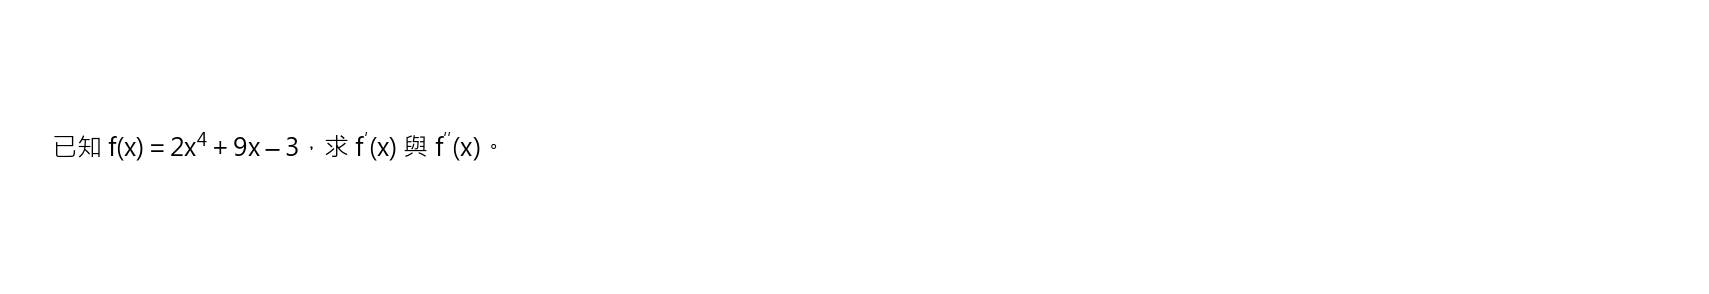 已知 f(x) = 2x⁴ + 9x − 3，求 f′(x) 與 f′′(x)。